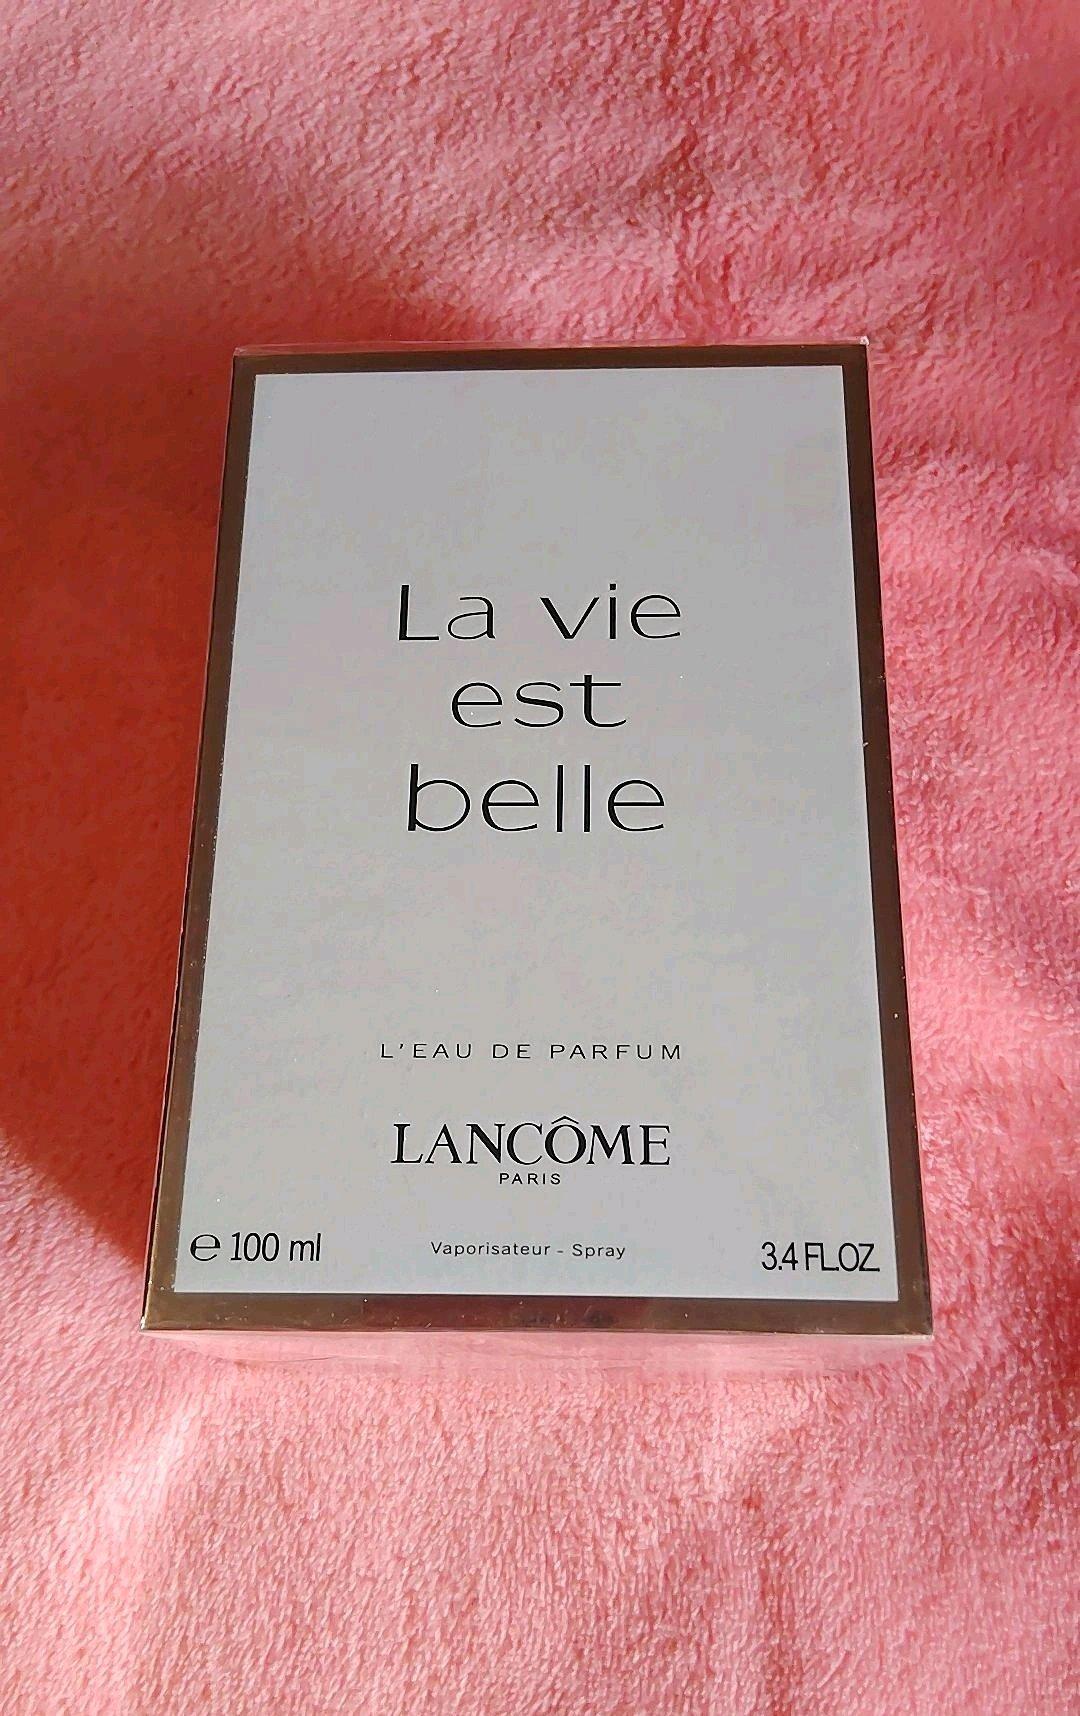 La vie
est
belle
L'EAU DE PARFUM
LANCÔME
PARIS
℮ 100 ml
Vaporisateur - Spray
3.4 FL.OZ.